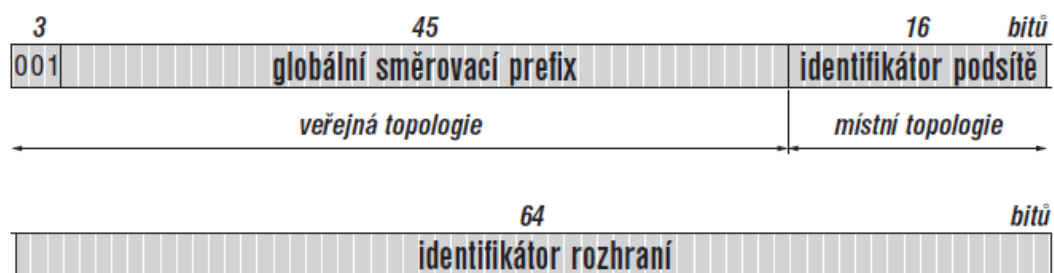 3 45 16 bitů
001 globální směrovací prefix identifikátor podsítě
veřejná topologie místní topologie
64 bitů
identifikátor rozhraní